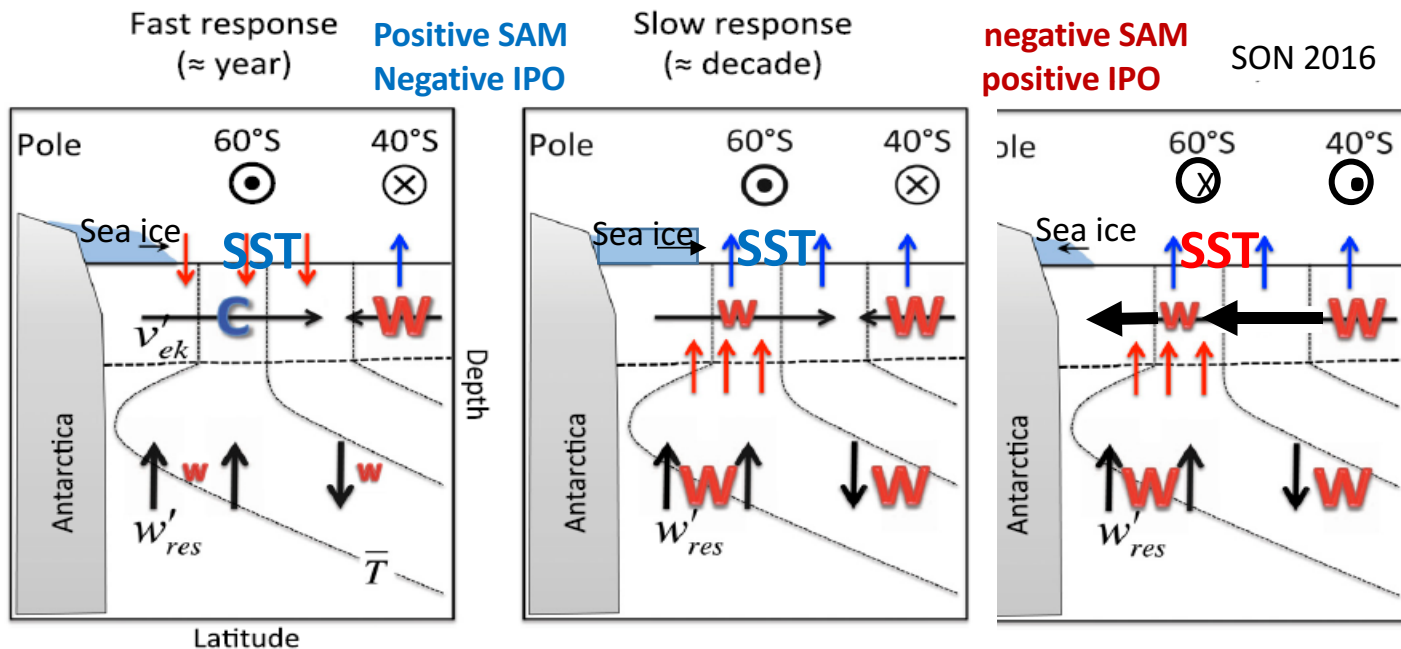 Fast response
(≈ year)
Positive SAM
Negative IPO
Slow response
(≈ decade)
negative SAM
positive IPO
SON 2016
Pole
60°S
40°S
Sea ice
SST
C
W
v'ek
Antarctica
w
w
w'res
T̅
Depth
Latitude
Pole
60°S
40°S
Sea ice
SST
w
W
Antarctica
W
W
w'res
ole
60°S
40°S
X
Sea ice
SST
w
W
Antarctica
W
W
w'res